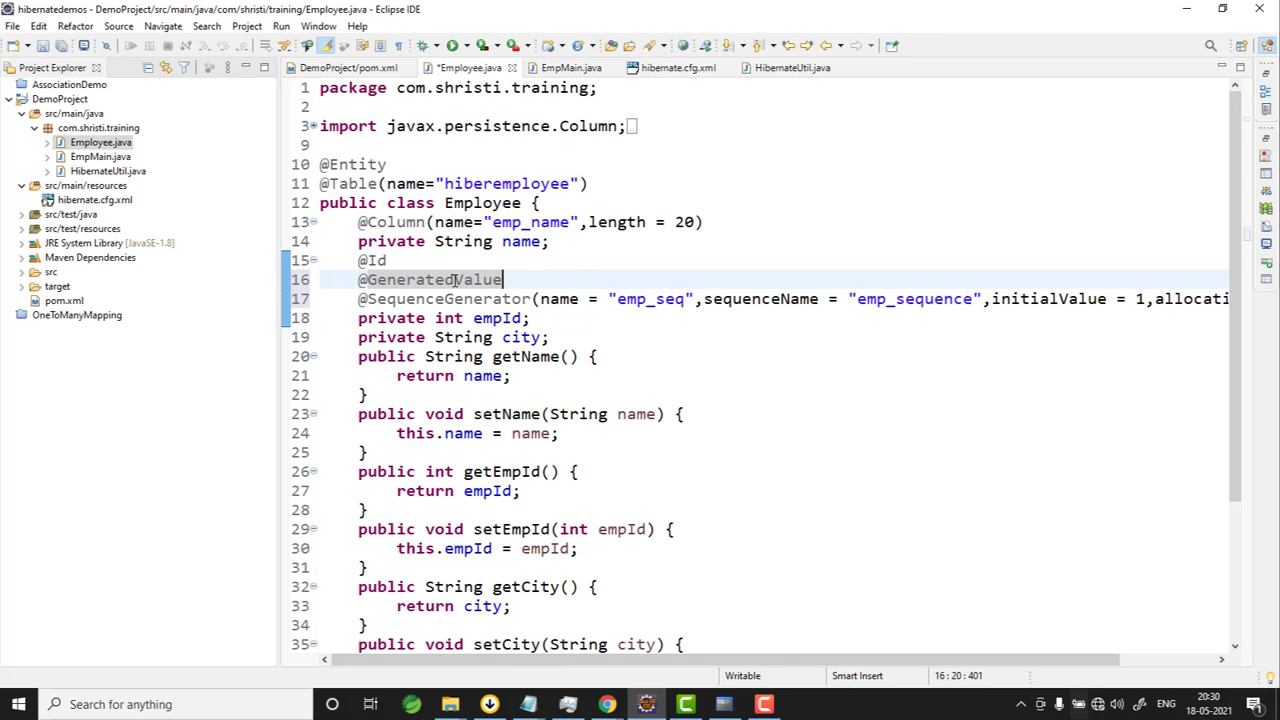 hibernatedemos - DemoProject/src/main/java/com/shristi/training/Employee.java - Eclipse IDE
File Edit Refactor Source Navigate Search Project Run Window Help
Project Explorer
DemoProject/pom.xml *Employee.java EmpMain.java hibernate.cfg.xml HibernateUtil.java
AssociationDemo
DemoProject
src/main/java
com.shristi.training
Employee.java
EmpMain.java
HibernateUtil.java
src/main/resources
hibernate.cfg.xml
src/test/java
src/test/resources
JRE System Library [JavaSE-1.8]
Maven Dependencies
src
target
pom.xml
OneToManyMapping
1 package com.shristi.training;
2
3 import javax.persistence.Column;
9
10 @Entity
11 @Table(name="hiberemployee")
12 public class Employee {
13 @Column(name="emp_name",length = 20)
14 private String name;
15 @Id
16 @GeneratedValue
17 @SequenceGenerator(name = "emp_seq",sequenceName = "emp_sequence",initialValue = 1,allocati
18 private int empId;
19 private String city;
20 public String getName() {
21 return name;
22 }
23 public void setName(String name) {
24 this.name = name;
25 }
26 public int getEmpId() {
27 return empId;
28 }
29 public void setEmpId(int empId) {
30 this.empId = empId;
31 }
32 public String getCity() {
33 return city;
34 }
35 public void setCity(String city) {
Writable Smart Insert 16 : 20 : 401
Type here to search
20:30
18-05-2021